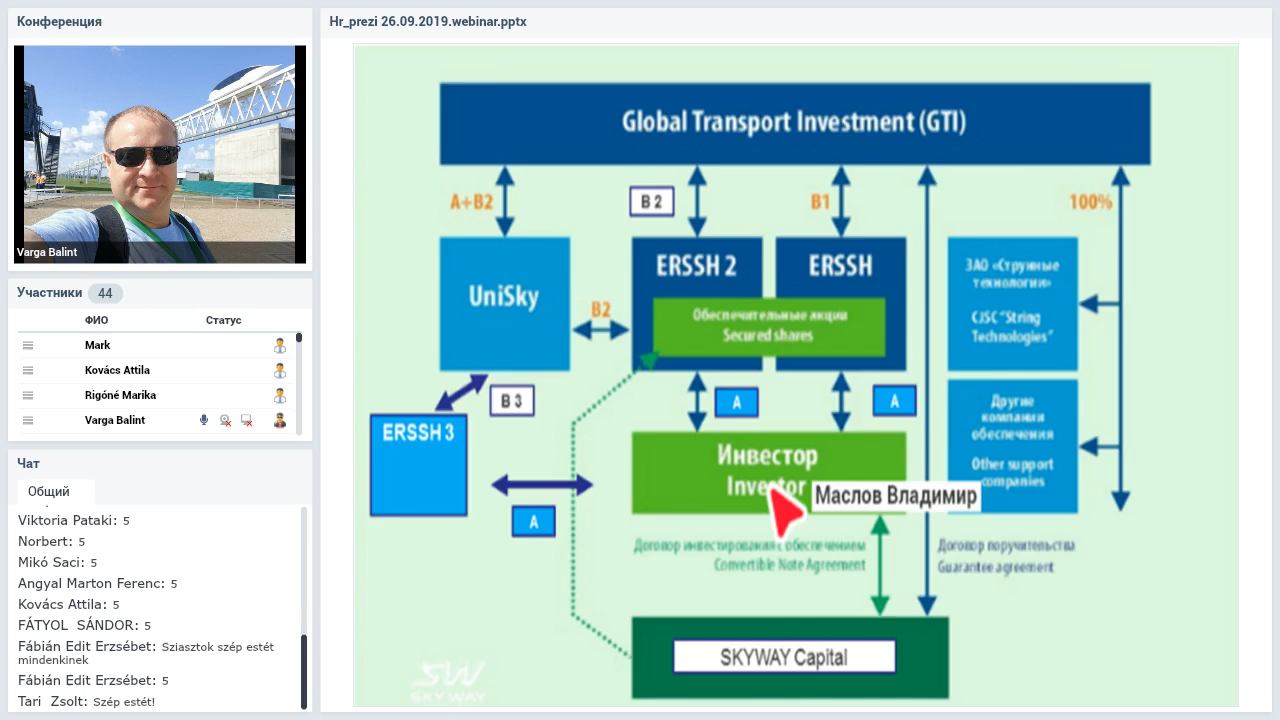 Конференция
Varga Balint
Участники 44
ФИО Статус
Mark
Kovács Attila
Rigóné Marika
Varga Balint
Чат
Общий
Viktoria Pataki: 5
Norbert: 5
Mikó Saci: 5
Angyal Marton Ferenc: 5
Kovács Attila: 5
FÁTYOL SÁNDOR: 5
Fábián Edit Erzsébet: Sziasztok szép estét
mindenkinek
Fábián Edit Erzsébet: 5
Tari Zsolt: Szép estét!
Hr_prezi 26.09.2019.webinar.pptx
Global Transport Investment (GTI)
A+B2
B 2
B1
100%
UniSky
B2
ERSSH 2
ERSSH
Обеспечительные акции
Secured shares
ЗАО «Струнные
технологии»
CJSC "String
Technologies"
B 3
A
A
ERSSH 3
A
Инвестор
Investor
Маслов Владимир
Другие
компании
обеспечения
Other support
companies
Договор инвестирования с обеспечением
Convertible Note Agreement
Договор поручительства
Guarantee agreement
SKYWAY Capital
SW
SKY WAY